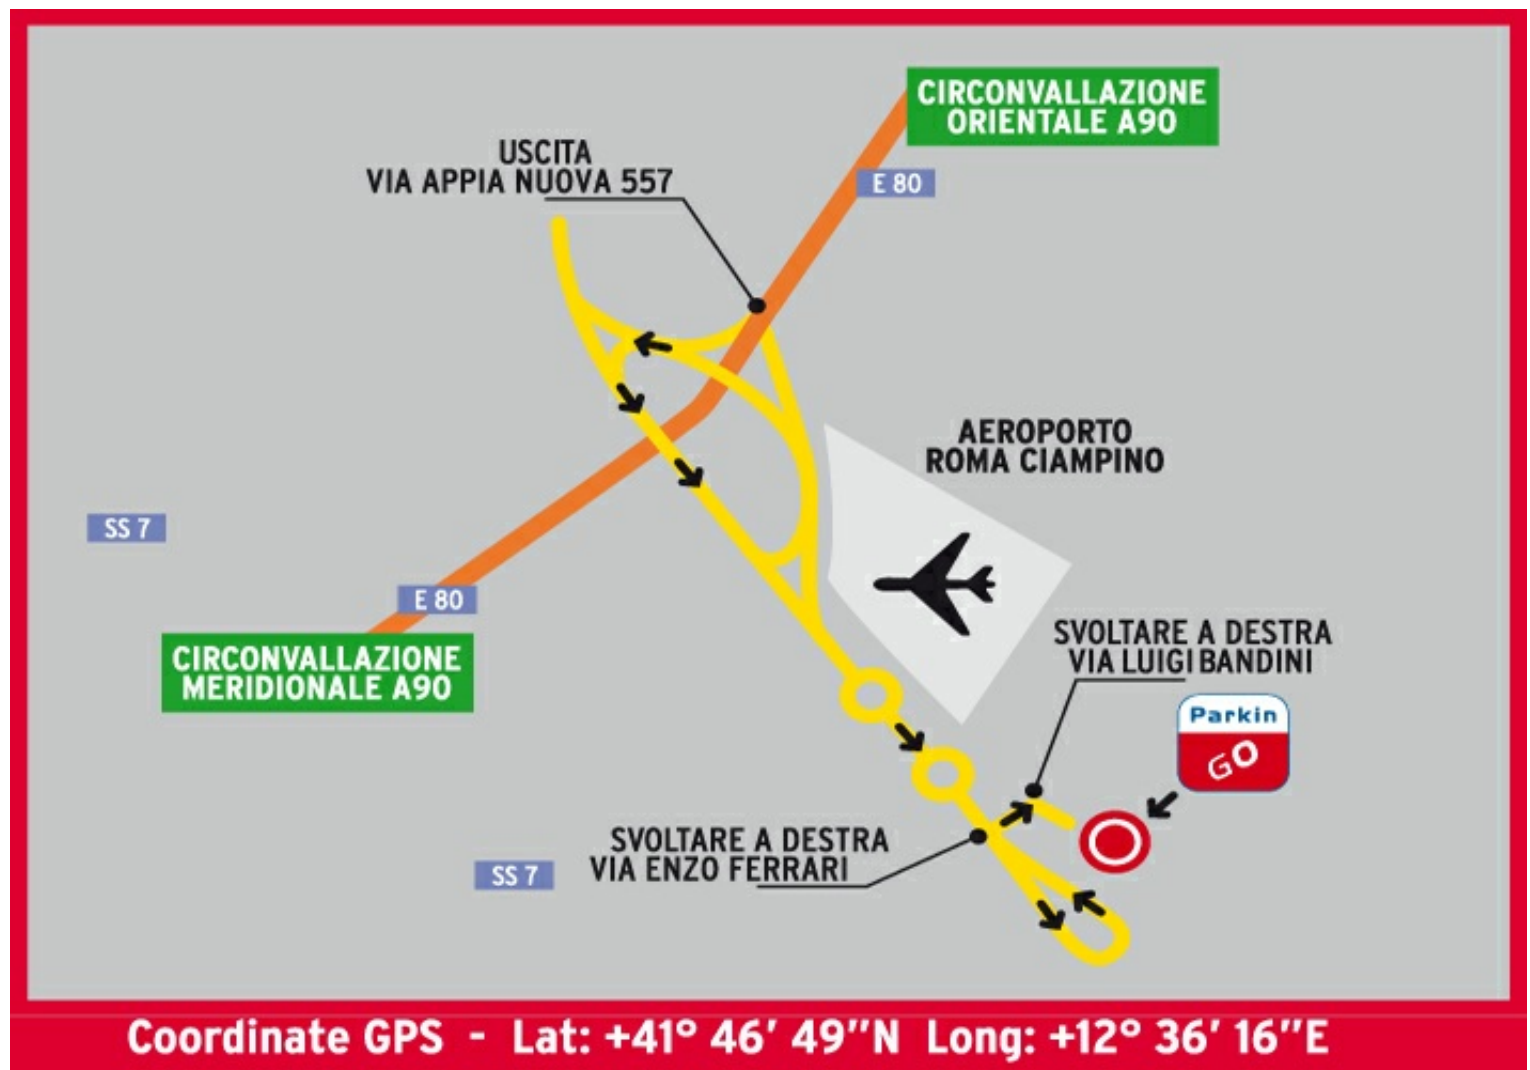 CIRCONVALLAZIONE
ORIENTALE A90
USCITA
VIA APPIA NUOVA 557
E 80
AEROPORTO
ROMA CIAMPINO
SS 7
E 80
CIRCONVALLAZIONE
MERIDIONALE A90
SVOLTARE A DESTRA
VIA LUIGI BANDINI
Parkin
GO
SVOLTARE A DESTRA
VIA ENZO FERRARI
SS 7
Coordinate GPS - Lat: +41° 46' 49"N Long: +12° 36' 16"E